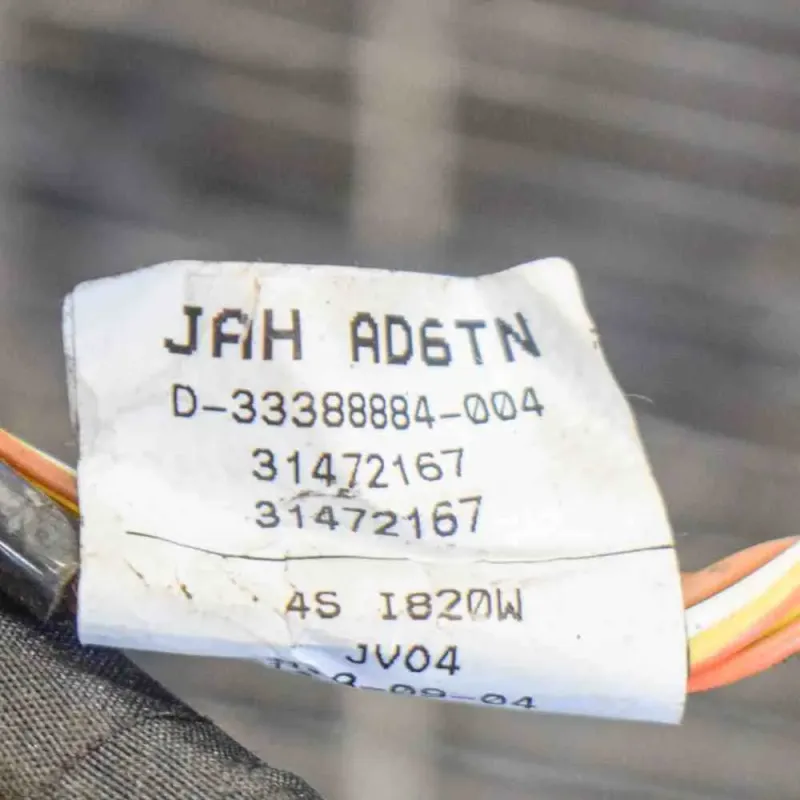 JAH AD6TN
D-33388884-004
31472167
31472167
4S I820W
JV04